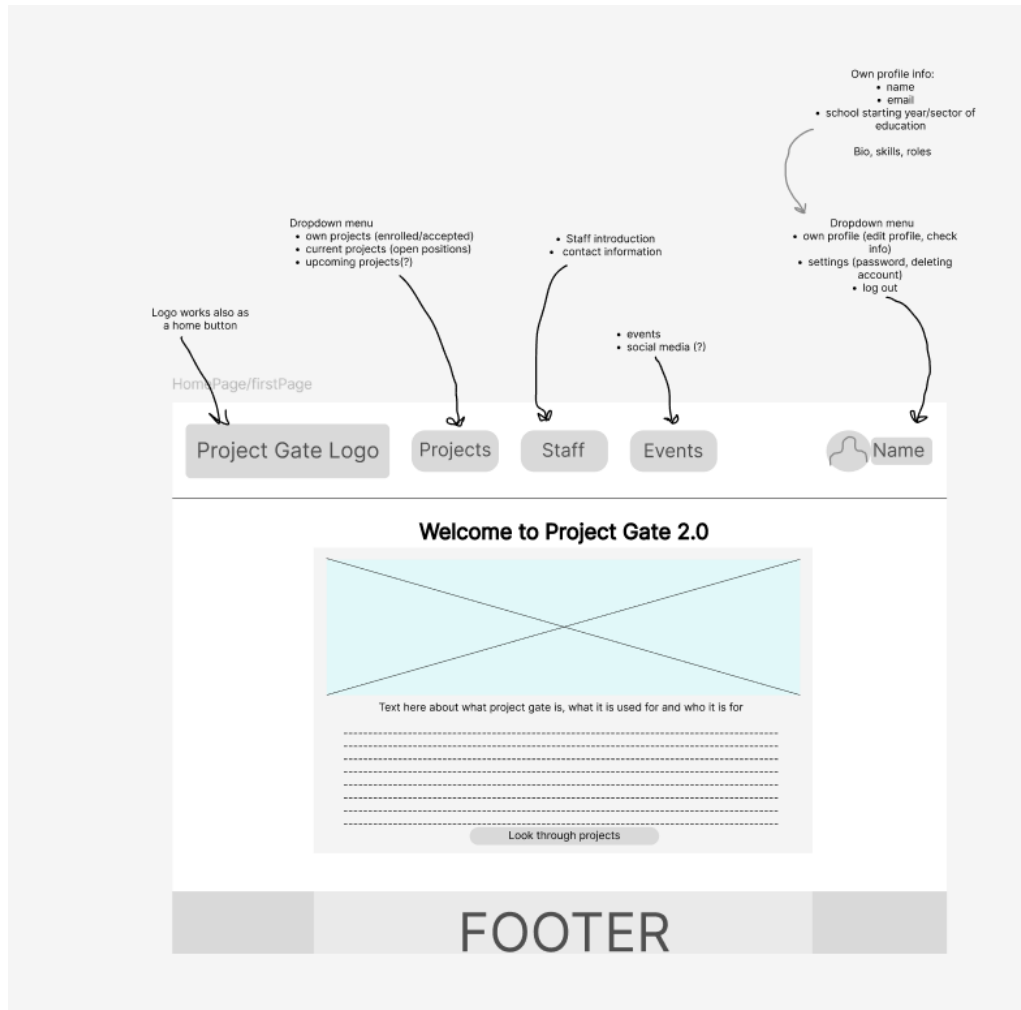 Own profile info:
• name
• email
• school starting year/sector of
education
Bio, skills, roles
Dropdown menu
• own projects (enrolled/accepted)
• current projects (open positions)
• upcoming projects(?)
• Staff introduction
• contact information
Dropdown menu
• own profile (edit profile, check
info)
• settings (password, deleting
account)
• log out
Logo works also as
a home button
• events
• social media (?)
HomePage/firstPage
Project Gate Logo
Projects
Staff
Events
Name
Welcome to Project Gate 2.0
Text here about what project gate is, what it is used for and who it is for
Look through projects
FOOTER